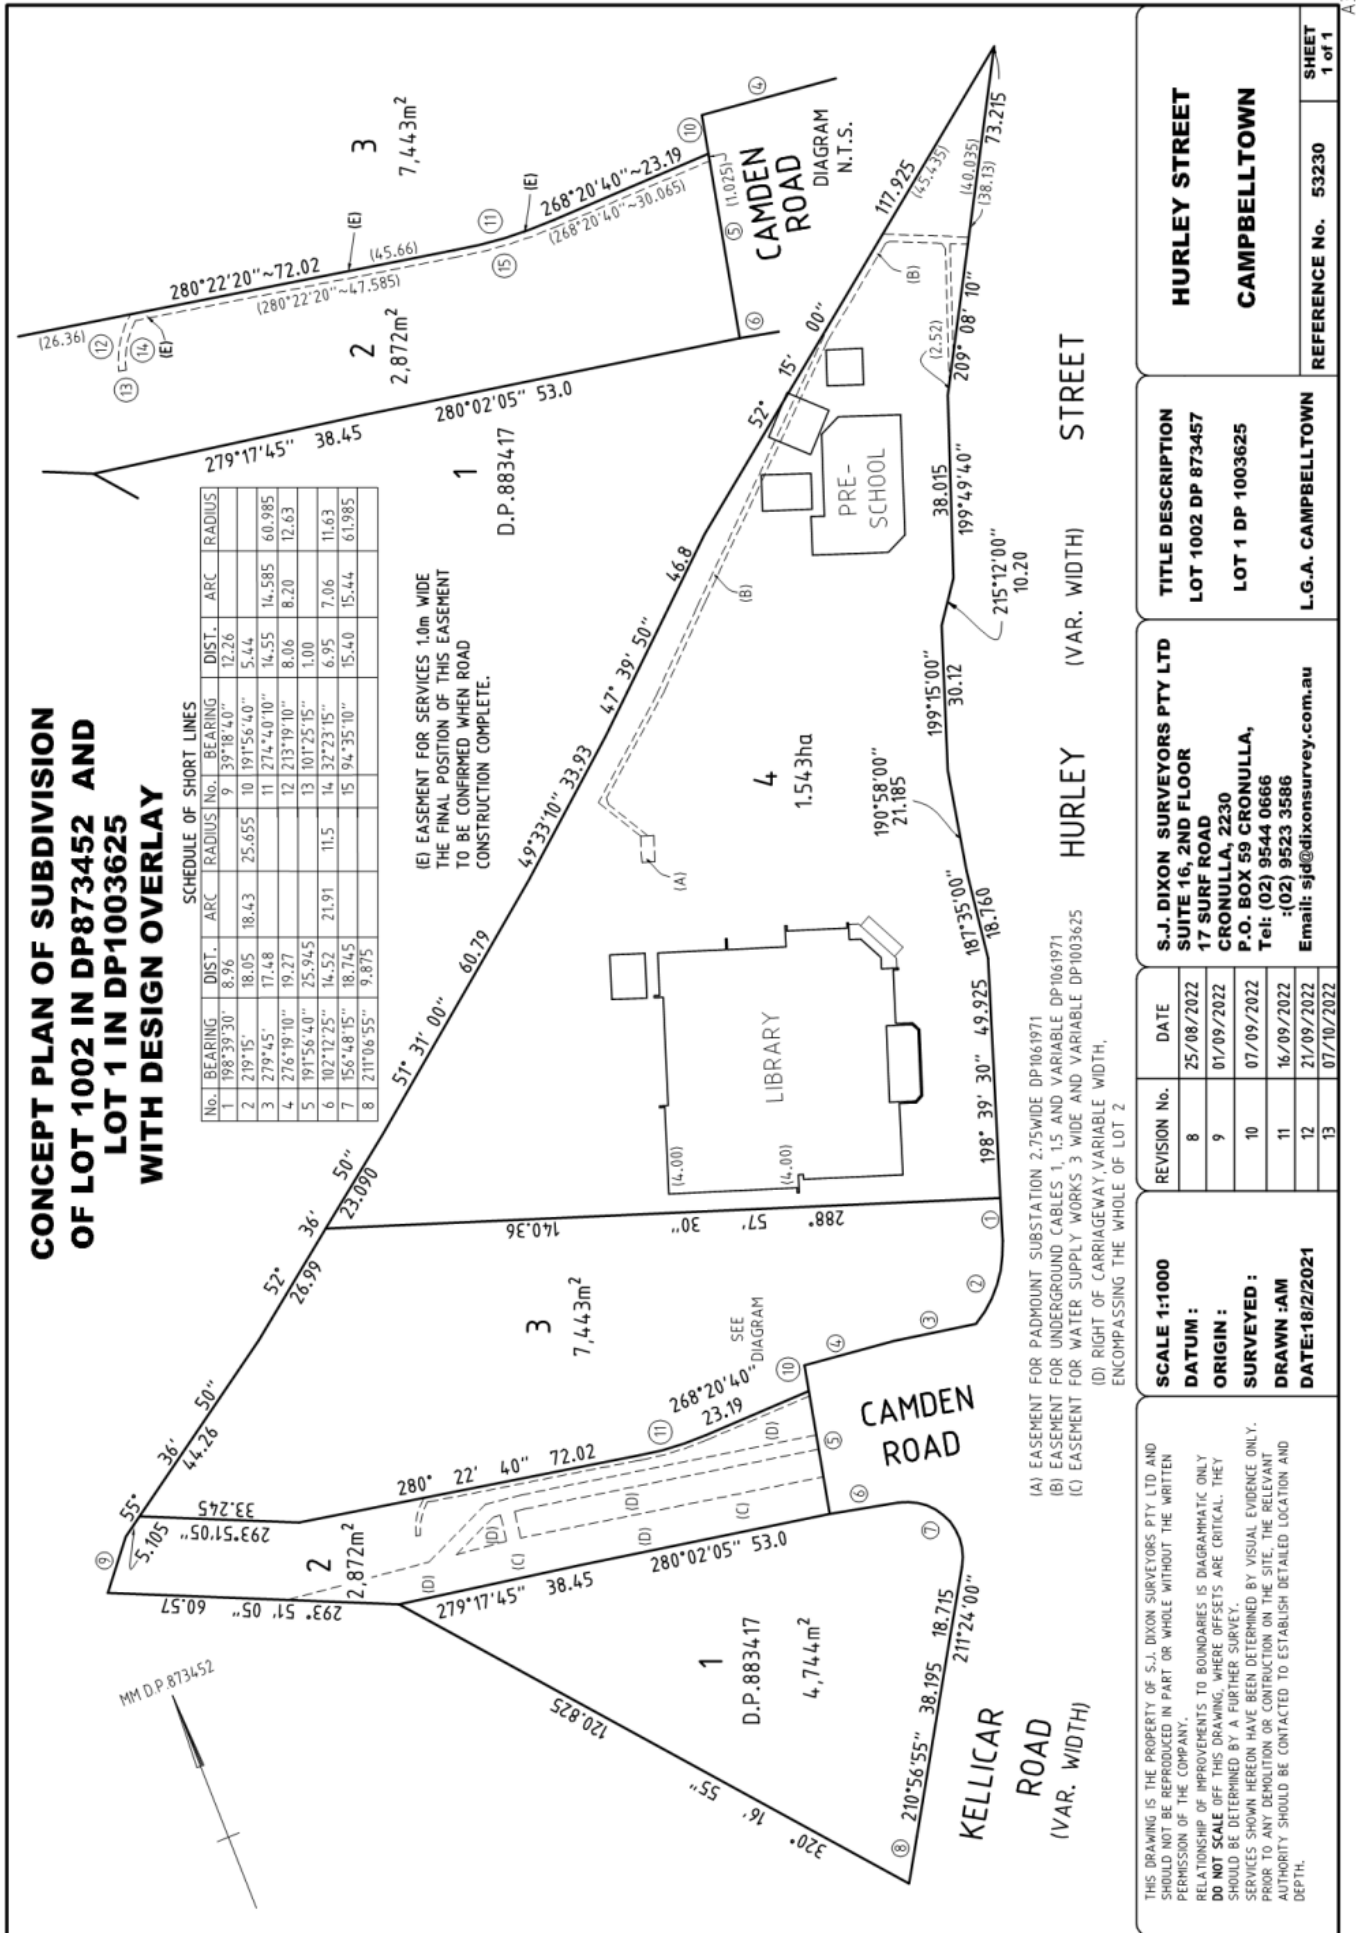 CONCEPT PLAN OF SUBDIVISION
OF LOT 1002 IN DP873452 AND
LOT 1 IN DP1003625
WITH DESIGN OVERLAY
SCHEDULE OF SHORT LINES
No. BEARING DIST. ARC RADIUS No. BEARING DIST. ARC RADIUS
1 198°39'30" 8.96 9 39°18'40" 12.26
2 219°15' 18.05 18.43 25.655 10 191°56'40" 5.44
3 279°45' 17.48 11 274°40'10" 14.55 14.585 60.985
4 276°19'10" 19.27 12 213°19'10" 8.06 8.20 12.63
5 191°56'40" 25.945 13 101°25'15" 1.00
6 102°12'25" 14.52 21.91 11.5 14 32°23'15" 6.95 7.06 11.63
7 156°48'15" 18.745 15 94°35'10" 15.40 15.44 61.985
8 211°06'55" 9.875
(E) EASEMENT FOR SERVICES 1.0m WIDE
THE FINAL POSITION OF THIS EASEMENT
TO BE CONFIRMED WHEN ROAD
CONSTRUCTION COMPLETE.
(26.36)
12
13
14
(E)
280°22'20"~72.02
(280°22'20"~47.585)
(45.66)
(E)
3
7,443m²
2
2,872m²
11
15
(E)
268°20'40"~23.19
(268°20'40"~30.065)
10
4
5
(1.025)
6
CAMDEN
ROAD
DIAGRAM
N.T.S.
279°17'45" 38.45
280°02'05" 53.0
1
D.P.883417
MM D.P.873452
9
5.105
55° 36' 50"
44.26
52° 36' 50"
26.99
23.090
51° 31' 00"
60.79
49°33'10" 33.93
47° 39' 50"
46.8
52° 15' 00"
117.925
(45.435)
(40.035)
(38.13)
73.215
209° 08' 10"
(2.52)
(B)
(B)
(A)
PRE-
SCHOOL
38.015
199°49'40"
215°12'00"
10.20
199°15'00"
30.12
190°58'00"
21.185
187°35'00"
18.760
198° 39' 30" 49.925
4
1.543ha
LIBRARY
(4.00)
(4.00)
288° 57' 30" 140.36
1
2
3
4
3
7,443m²
SEE
DIAGRAM
10
268°20'40"
23.19
11
280° 22' 40" 72.02
293°51'05"
33.245
293° 51' 05" 60.57
2
2,872m²
(D)
(D)
(C)
(D)
(D)
(C)
(D)
279°17'45" 38.45
280°02'20'05" 53.0
5
6
7
CAMDEN
ROAD
1
D.P.883417
4,744m²
320° 16' 55" 120.825
8
210°56'55" 38.195
18.715
211°24'00"
KELLICAR
ROAD
(VAR. WIDTH)
HURLEY (VAR. WIDTH) STREET
(A) EASEMENT FOR PADMOUNT SUBSTATION 2.75WIDE DP1061971
(B) EASEMENT FOR UNDERGROUND CABLES 1, 1.5 AND VARIABLE DP1061971
(C) EASEMENT FOR WATER SUPPLY WORKS 3 WIDE AND VARIABLE DP1003625
(D) RIGHT OF CARRIAGEWAY, VARIABLE WIDTH,
ENCOMPASSING THE WHOLE OF LOT 2
THIS DRAWING IS THE PROPERTY OF S.J. DIXON SURVEYORS PTY LTD AND
SHOULD NOT BE REPRODUCED IN PART OR WHOLE WITHOUT THE WRITTEN
PERMISSION OF THE COMPANY.
RELATIONSHIP OF IMPROVEMENTS TO BOUNDARIES IS DIAGRAMMATIC ONLY
DO NOT SCALE OFF THIS DRAWING, WHERE OFFSETS ARE CRITICAL. THEY
SHOULD BE DETERMINED BY A FURTHER SURVEY.
SERVICES SHOWN HEREON HAVE BEEN DETERMINED BY VISUAL EVIDENCE ONLY.
PRIOR TO ANY DEMOLITION OR CONTRUCTION ON THE SITE, THE RELEVANT
AUTHORITY SHOULD BE CONTACTED TO ESTABLISH DETAILED LOCATION AND
DEPTH.
SCALE 1:1000
DATUM :
ORIGIN :
SURVEYED :
DRAWN :AM
DATE:18/2/2021
REVISION No. DATE
8 25/08/2022
9 01/09/2022
10 07/09/2022
11 16/09/2022
12 21/09/2022
13 07/10/2022
S.J. DIXON SURVEYORS PTY LTD
SUITE 16, 2ND FLOOR
17 SURF ROAD
CRONULLA, 2230
P.O. BOX 59 CRONULLA,
Tel: (02) 9544 0666
:(02) 9523 3586
Email: sjd@dixonsurvey.com.au
TITLE DESCRIPTION
LOT 1002 DP 873457
LOT 1 DP 1003625
L.G.A. CAMPBELLTOWN
HURLEY STREET
CAMPBELLTOWN
REFERENCE No. 53230
SHEET
1 of 1